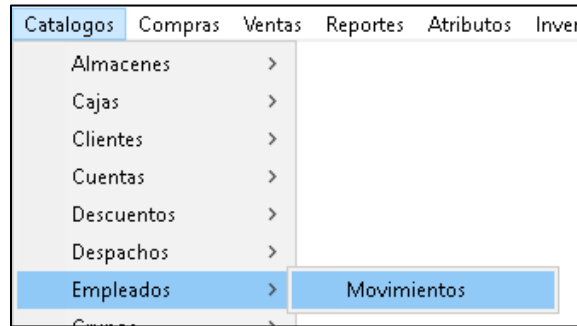 Catalogos Compras Ventas Reportes Atributos
Almacenes
Cajas
Clientes
Cuentas
Descuentos
Despachos
Empleados Movimientos